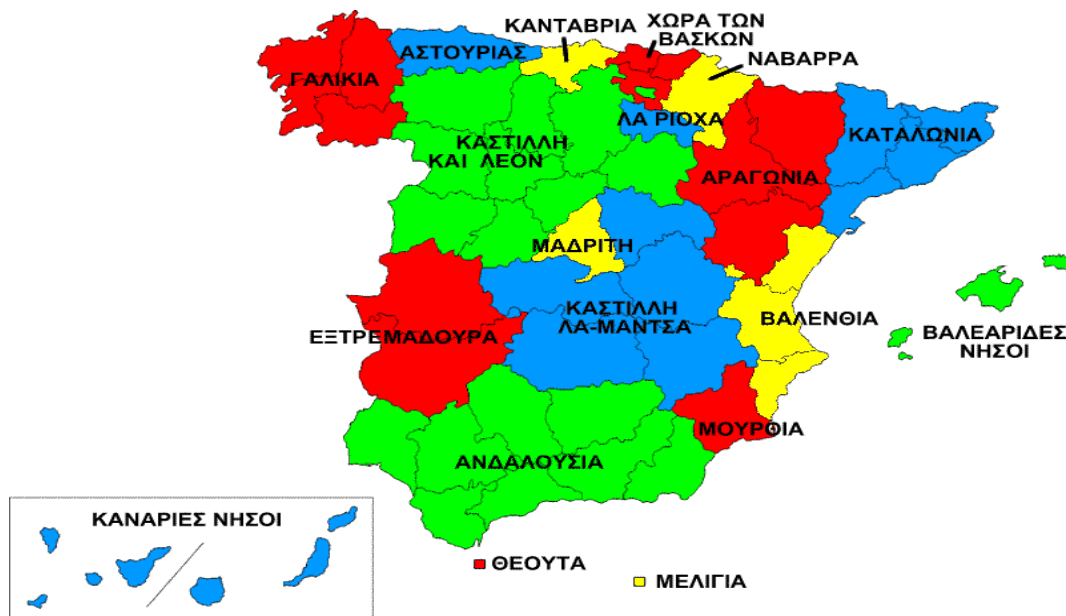 ΚΑΝΤΑΒΡΙΑ
ΧΩΡΑ ΤΩΝ
ΒΑΣΚΩΝ
ΝΑΒΑΡΡΑ
ΑΣΤΟΥΡΙΑΣ
ΓΑΛΙΚΙΑ
ΛΑ ΡΙΟΧΑ
ΚΑΤΑΛΩΝΙΑ
ΚΑΣΤΙΛΛΗ
ΚΑΙ ΛΕΟΝ
ΑΡΑΓΩΝΙΑ
ΜΑΔΡΙΤΗ
ΚΑΣΤΙΛΛΗ
ΛΑ-ΜΑΝΤΣΑ
ΒΑΛΕΝΘΙΑ
ΕΞΤΡΕΜΑΔΟΥΡΑ
ΒΑΛΕΑΡΙΔΕΣ
ΝΗΣΟΙ
ΜΟΥΡΘΙΑ
ΑΝΔΑΛΟΥΣΙΑ
ΚΑΝΑΡΙΕΣ ΝΗΣΟΙ
ΘΕΟΥΤΑ
ΜΕΛΙΓΙΑ